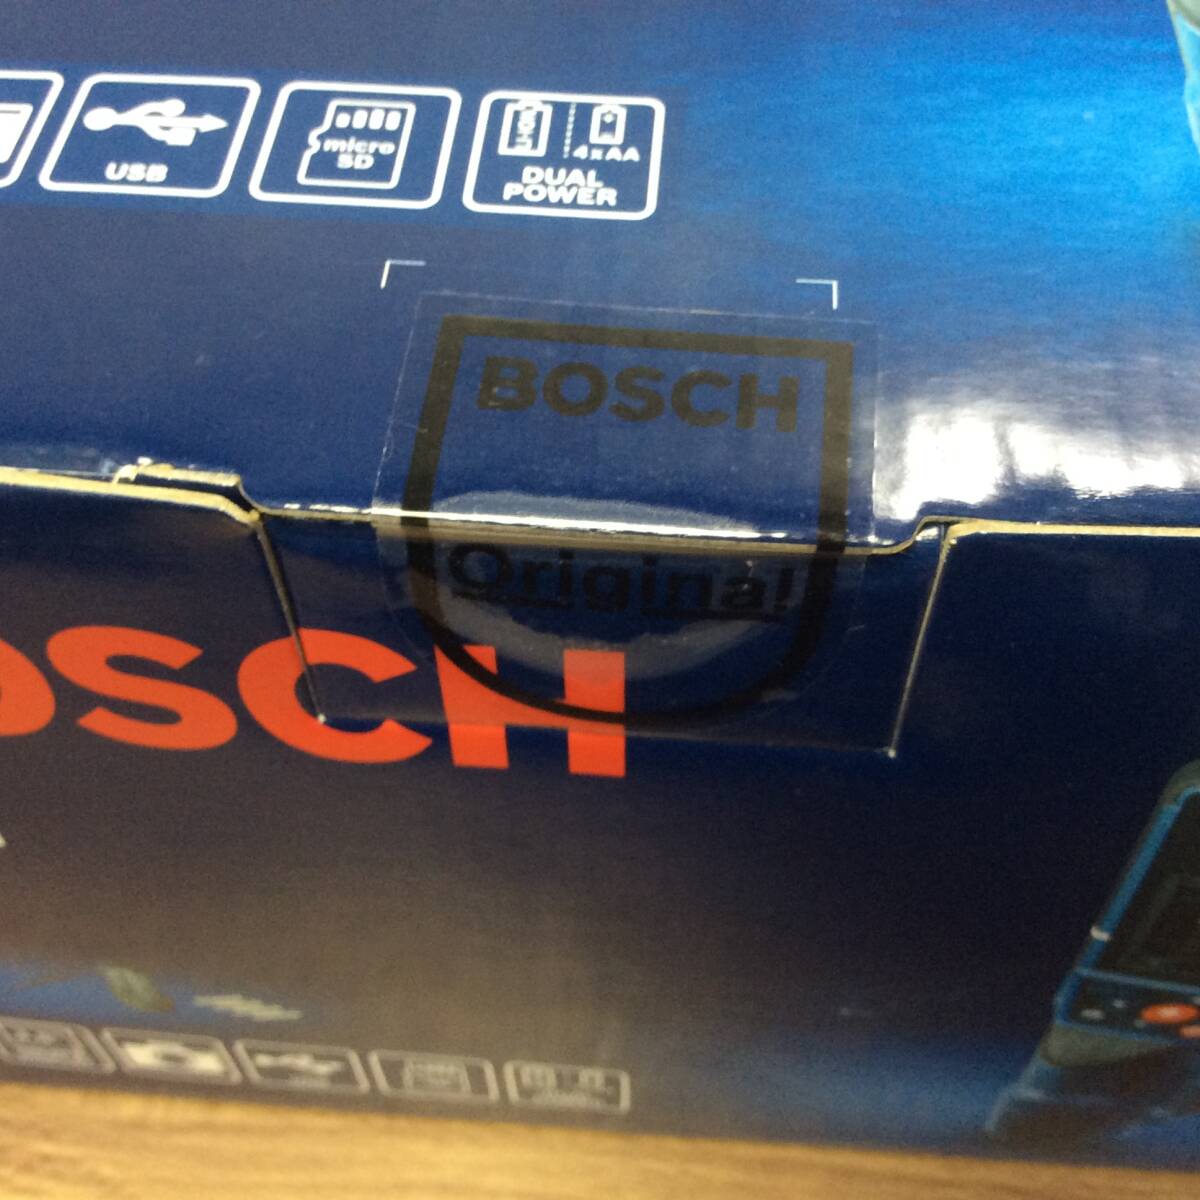 USB
micro
SD
4xAA
DUAL
POWER
BOSCH
Original
OSCH